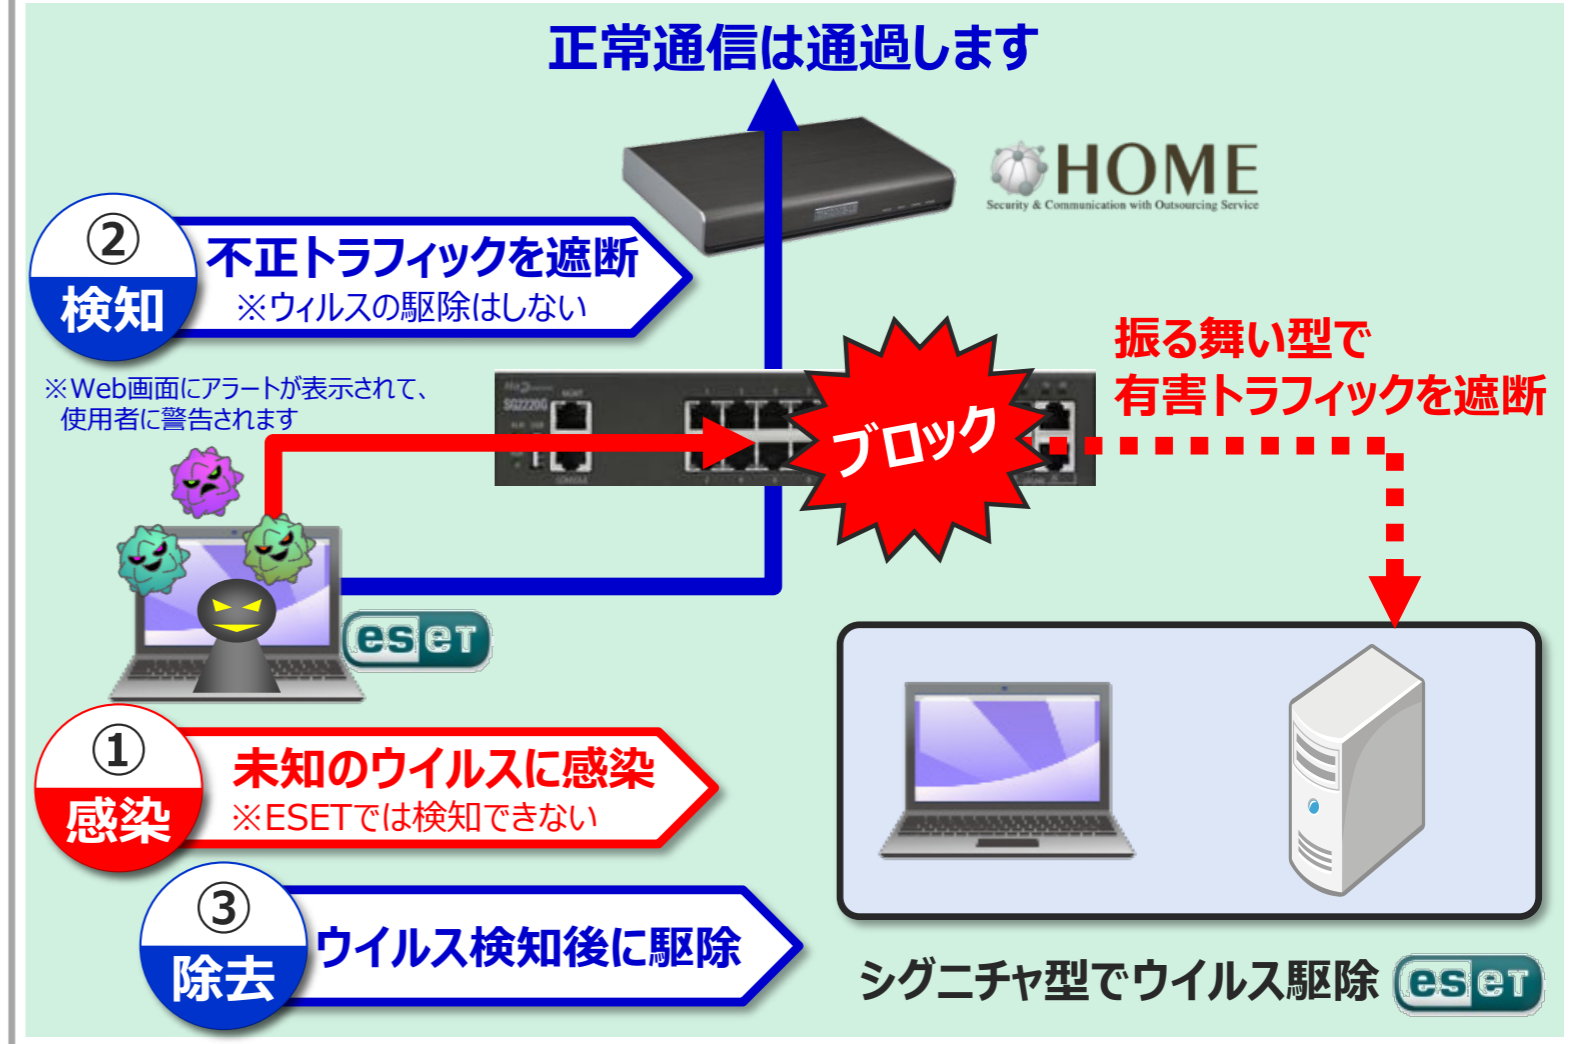 正常通信は通過します
HOME
Security & Communication with Outsourcing Service
②
検知
不正トラフィックを遮断
※ウィルスの駆除はしない
※Web画面にアラートが表示されて、
使用者に警告されます
SG2220G
CONSOLE
ブロック
振る舞い型で
有害トラフィックを遮断
eseT
①
感染
未知のウイルスに感染
※ESETでは検知できない
③
除去
ウイルス検知後に駆除
シグニチャ型でウイルス駆除
eseT